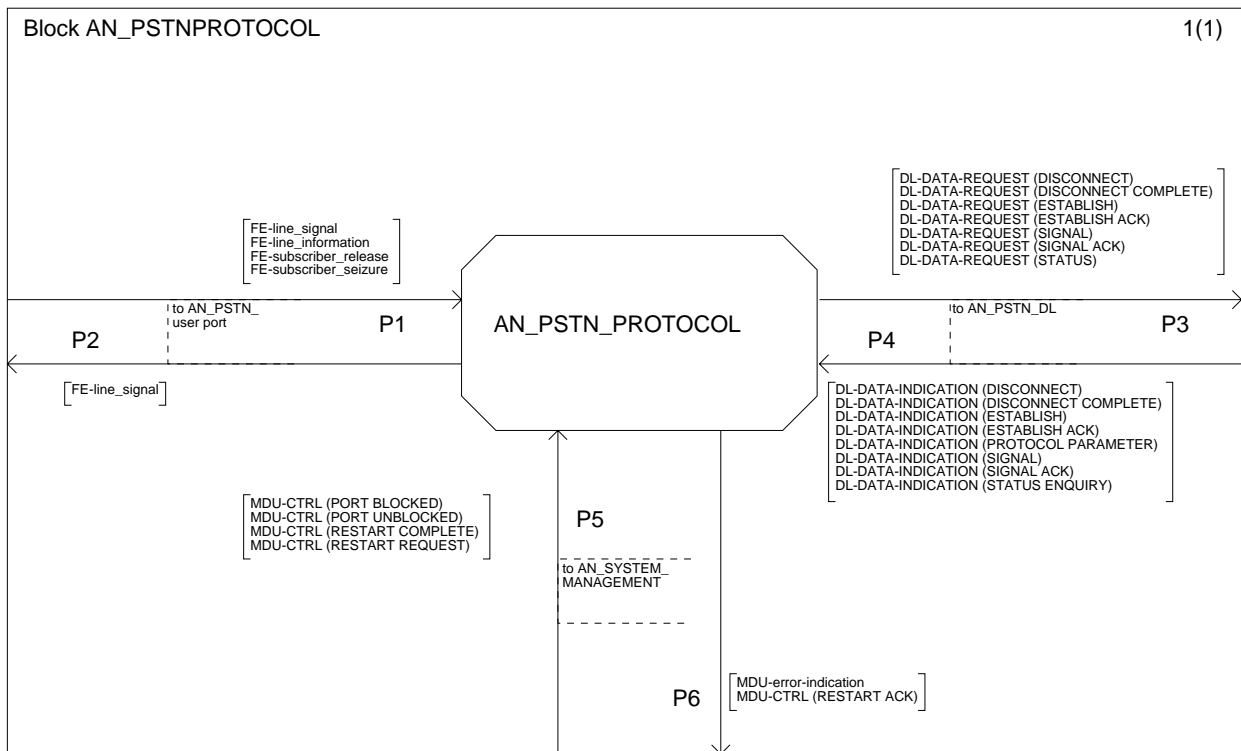 Block AN_PSTNPROTOCOL
1(1)
DL-DATA-REQUEST (DISCONNECT)
DL-DATA-REQUEST (DISCONNECT COMPLETE)
DL-DATA-REQUEST (ESTABLISH)
DL-DATA-REQUEST (ESTABLISH ACK)
DL-DATA-REQUEST (SIGNAL)
DL-DATA-REQUEST (SIGNAL ACK)
DL-DATA-REQUEST (STATUS)
FE-line_signal
FE-line_information
FE-subscriber_release
FE-subscriber_seizure
to AN_PSTN_
user port
P1
P2
AN_PSTN_PROTOCOL
to AN_PSTN_DL
P3
P4
FE-line_signal
DL-DATA-INDICATION (DISCONNECT)
DL-DATA-INDICATION (DISCONNECT COMPLETE)
DL-DATA-INDICATION (ESTABLISH)
DL-DATA-INDICATION (ESTABLISH ACK)
DL-DATA-INDICATION (PROTOCOL PARAMETER)
DL-DATA-INDICATION (SIGNAL)
DL-DATA-INDICATION (SIGNAL ACK)
DL-DATA-INDICATION (STATUS ENQUIRY)
MDU-CTRL (PORT BLOCKED)
MDU-CTRL (PORT UNBLOCKED)
MDU-CTRL (RESTART COMPLETE)
MDU-CTRL (RESTART REQUEST)
P5
to AN_SYSTEM_
MANAGEMENT
P6
MDU-error-indication
MDU-CTRL (RESTART ACK)